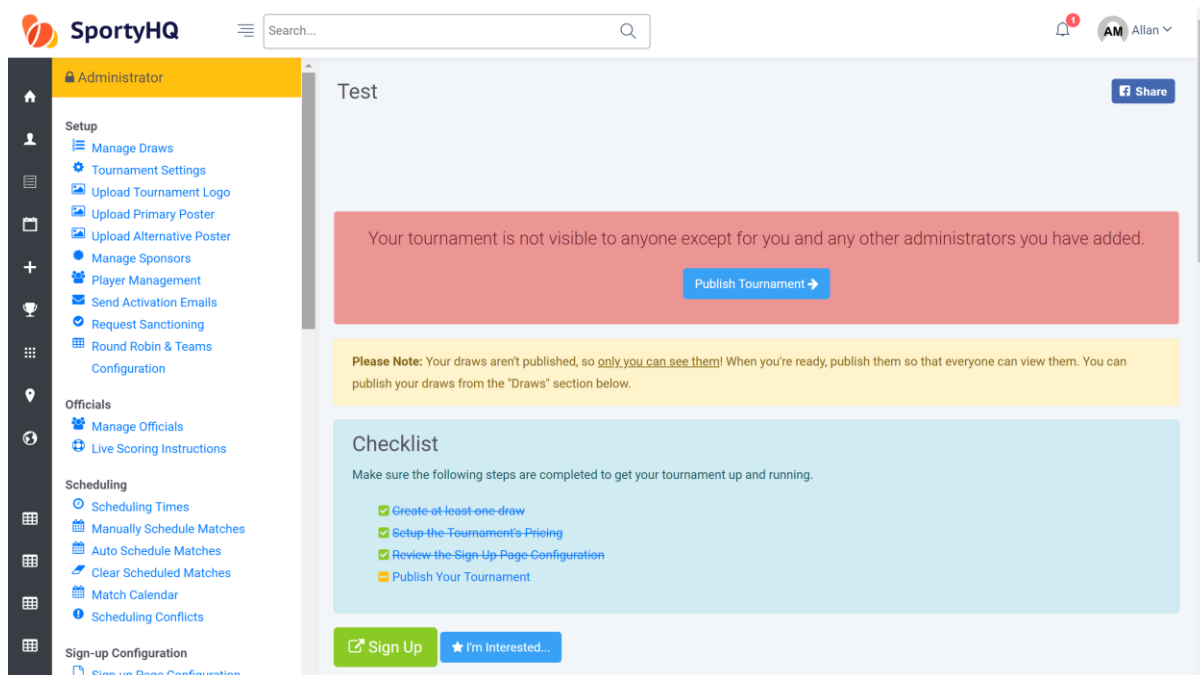 SportyHQ
Search...
1
AM Allan
Administrator
Setup
Manage Draws
Tournament Settings
Upload Tournament Logo
Upload Primary Poster
Upload Alternative Poster
Manage Sponsors
Player Management
Send Activation Emails
Request Sanctioning
Round Robin & Teams
Configuration
Officials
Manage Officials
Live Scoring Instructions
Scheduling
Scheduling Times
Manually Schedule Matches
Auto Schedule Matches
Clear Scheduled Matches
Match Calendar
Scheduling Conflicts
Sign-up Configuration
Sign-up Page Configuration
Test
Share
Your tournament is not visible to anyone except for you and any other administrators you have added.
Publish Tournament
Please Note: Your draws aren't published, so only you can see them! When you're ready, publish them so that everyone can view them. You can
publish your draws from the "Draws" section below.
Checklist
Make sure the following steps are completed to get your tournament up and running.
Create at least one draw
Setup the Tournament's Pricing
Review the Sign Up Page Configuration
Publish Your Tournament
Sign Up
I'm Interested...